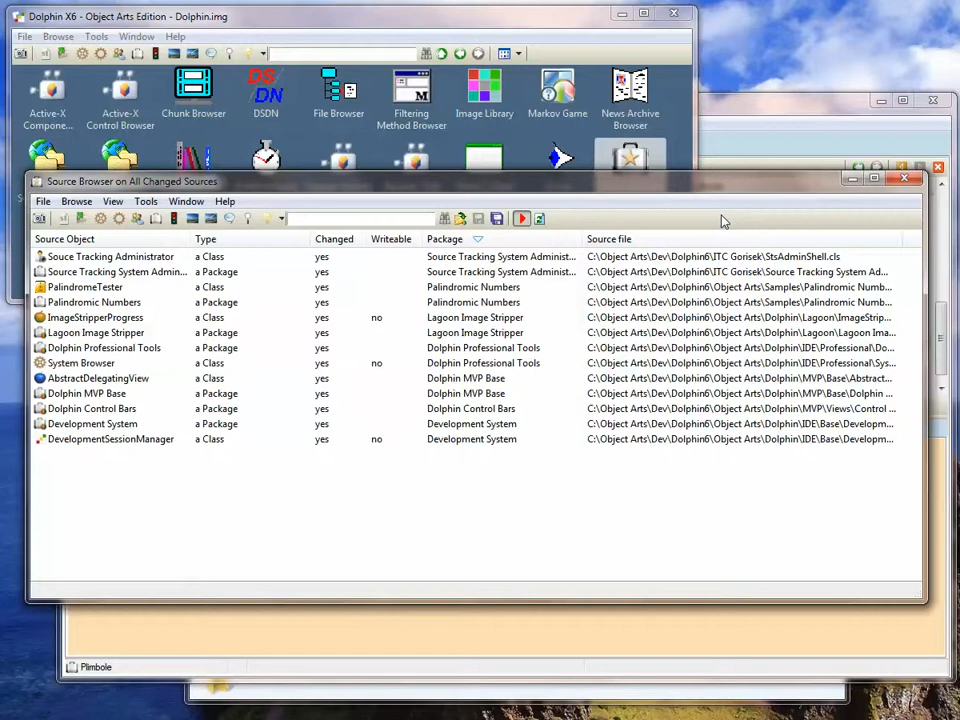 Dolphin X6 - Object Arts Edition - Dolphin.img
File Browse Tools Window Help
Active-X Compone...
Active-X Control Browser
Chunk Browser
DS/DN
DSDN
File Browser
M
Filtering Method Browser
Image Library
Markov Game
News Archive Browser
Source Browser on All Changed Sources
File Browse View Tools Window Help
Source Object Type Changed Writeable Package Source file
Souce Tracking Administrator a Class yes Source Tracking System Administ... C:\Object Arts\Dev\Dolphin6\ITC Gorisek\StsAdminShell.cls
Source Tracking System Admin... a Package yes Source Tracking System Administ... C:\Object Arts\Dev\Dolphin6\ITC Gorisek\Source Tracking System Ad...
PalindromeTester a Class yes Palindromic Numbers C:\Object Arts\Dev\Dolphin6\Object Arts\Samples\Palindromic Numb...
Palindromic Numbers a Package yes Palindromic Numbers C:\Object Arts\Dev\Dolphin6\Object Arts\Samples\Palindromic Numb...
ImageStripperProgress a Class yes no Lagoon Image Stripper C:\Object Arts\Dev\Dolphin6\Object Arts\Dolphin\Lagoon\ImageStrip...
Lagoon Image Stripper a Package yes Lagoon Image Stripper C:\Object Arts\Dev\Dolphin6\Object Arts\Dolphin\Lagoon\Lagoon Ima...
Dolphin Professional Tools a Package yes Dolphin Professional Tools C:\Object Arts\Dev\Dolphin6\Object Arts\Dolphin\IDE\Professional\Do...
System Browser a Class yes no Dolphin Professional Tools C:\Object Arts\Dev\Dolphin6\Object Arts\Dolphin\IDE\Professional\Sys...
AbstractDelegatingView a Class yes Dolphin MVP Base C:\Object Arts\Dev\Dolphin6\Object Arts\Dolphin\MVP\Base\Abstract...
Dolphin MVP Base a Package yes Dolphin MVP Base C:\Object Arts\Dev\Dolphin6\Object Arts\Dolphin\MVP\Base\Dolphin ...
Dolphin Control Bars a Package yes Dolphin Control Bars C:\Object Arts\Dev\Dolphin6\Object Arts\Dolphin\MVP\Views\Control ...
Development System a Package yes Development System C:\Object Arts\Dev\Dolphin6\Object Arts\Dolphin\IDE\Base\Developm...
DevelopmentSessionManager a Class yes no Development System C:\Object Arts\Dev\Dolphin6\Object Arts\Dolphin\IDE\Base\Developm...
Plimbole